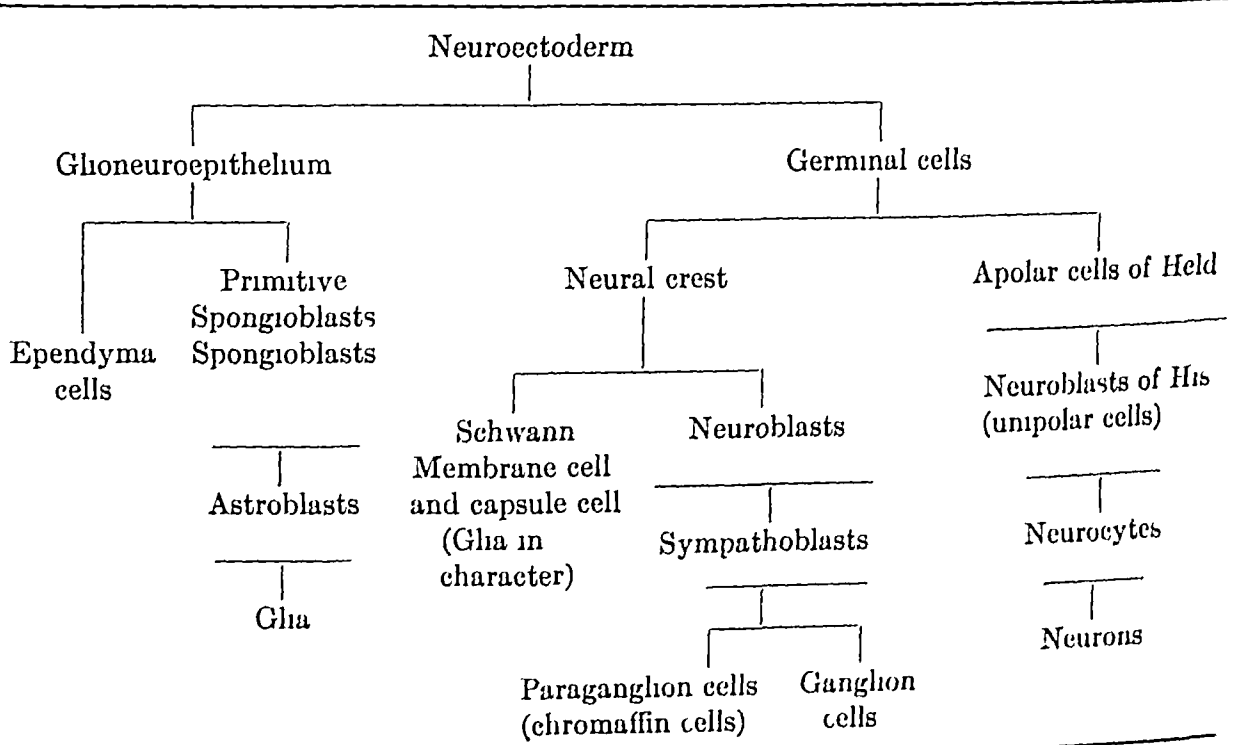 Neuroectoderm
Glioneuroepithelium
Germinal cells
Primitive
Spongioblasts
Spongioblasts
Ependyma
cells
Astroblasts
Glia
Neural crest
Schwann
Membrane cell
and capsule cell
(Glia in
character)
Neuroblasts
Sympathoblasts
Paraganglion cells
(chromaffin cells)
Ganglion
cells
Apolar cells of Held
Neuroblasts of His
(unipolar cells)
Neurocytes
Neurons